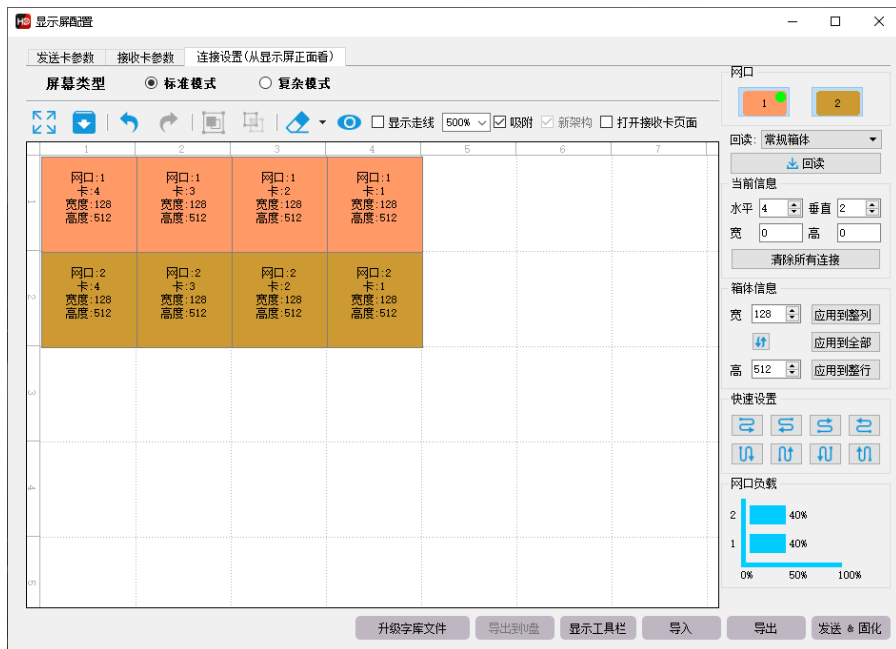 HD 显示屏配置
发送卡参数 接收卡参数 连接设置(从显示屏正面看)
屏幕类型 标准模式 复杂模式
显示走线 500% 吸附 新架构 打开接收卡页面
1 2 3 4 5 6 7
1
网口:1 网口:1 网口:1 网口:1
卡:4 卡:3 卡:2 卡:1
宽度:128 宽度:128 宽度:128 宽度:128
高度:512 高度:512 高度:512 高度:512
2
网口:2 网口:2 网口:2 网口:2
卡:4 卡:3 卡:2 卡:1
宽度:128 宽度:128 宽度:128 宽度:128
高度:512 高度:512 高度:512 高度:512
3
4
5
网口
1 2
回读: 常规箱体
回读
当前信息
水平 4 垂直 2
宽 0 高 0
清除所有连接
箱体信息
宽 128 应用到整列
应用到全部
高 512 应用到整行
快速设置
网口负载
2 40%
1 40%
0% 50% 100%
升级字库文件 导出到U盘 显示工具栏 导入 导出 发送 & 固化